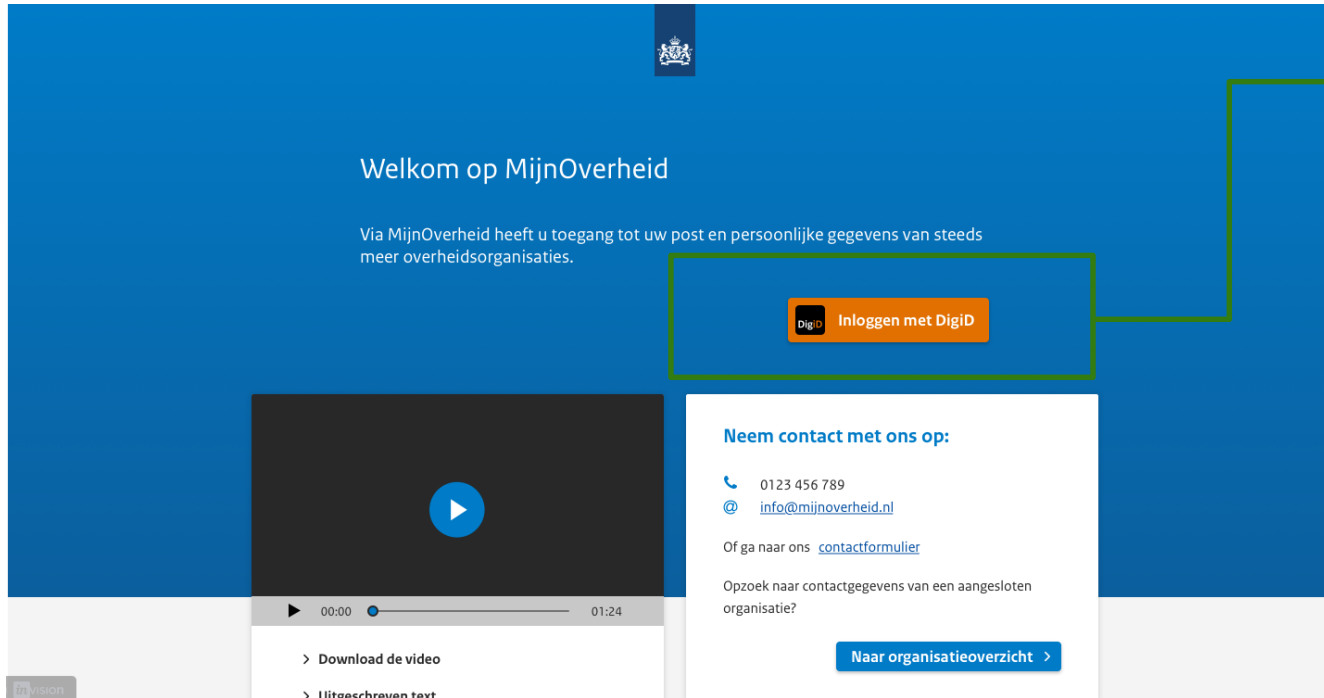 Welkom op MijnOverheid
Via MijnOverheid heeft u toegang tot uw post en persoonlijke gegevens van steeds
meer overheidsorganisaties.
DigiD Inloggen met DigiD
Neem contact met ons op:
0123 456 789
@ info@mijnoverheid.nl
Of ga naar ons contactformulier
Opzoek naar contactgegevens van een aangesloten
organisatie?
Naar organisatieoverzicht
00:00 01:24
Download de video
Uitgeschreven text
invision